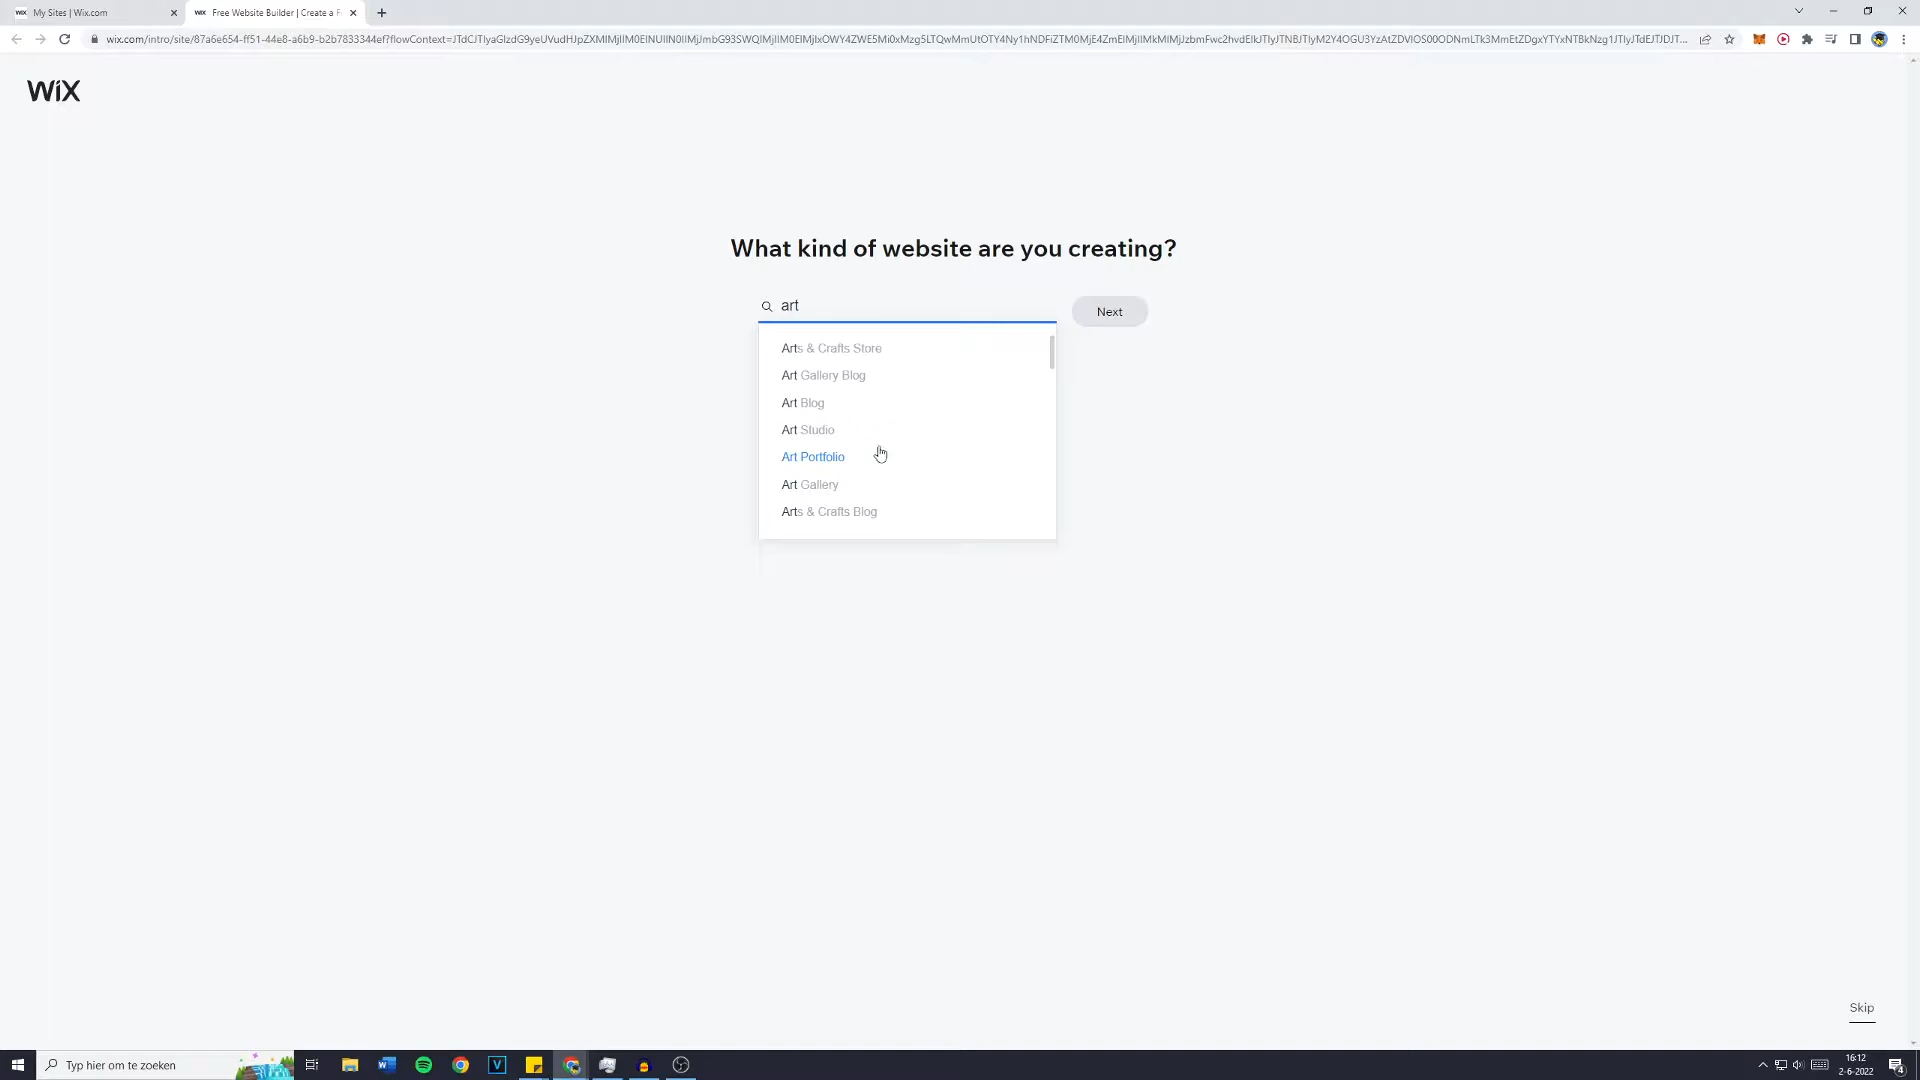 My Sites | Wix.com
Free Website Builder | Create a F
WiX
What kind of website are you creating?
art
Next
Arts & Crafts Store
Art Gallery Blog
Art Blog
Art Studio
Art Portfolio
Art Gallery
Arts & Crafts Blog
Skip
Typ hier om te zoeken
16:12
2-6-2022